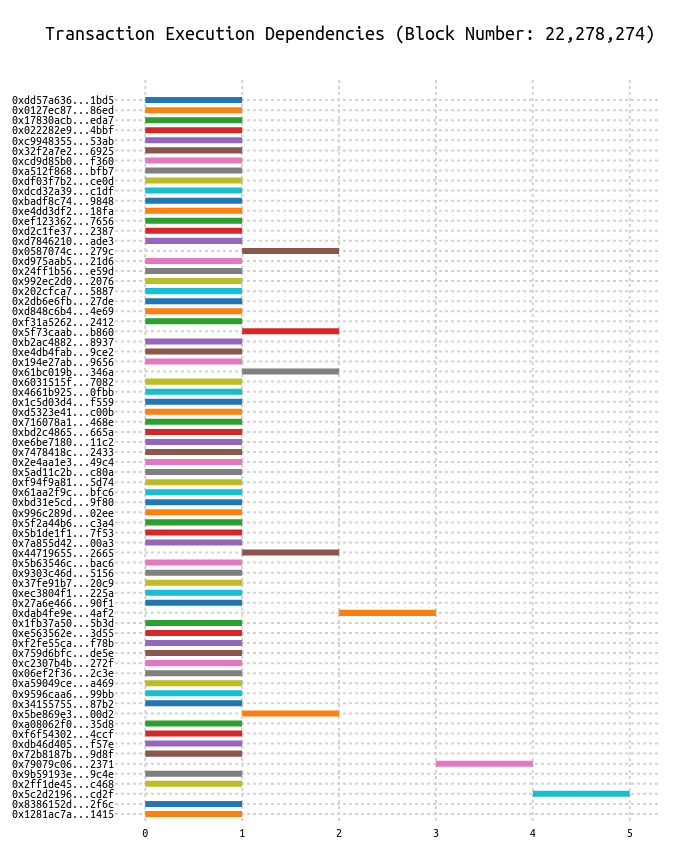 Transaction Execution Dependencies (Block Number: 22,278,274)
0xdd57a636...1bd5
0x0127ec87...86ed
0x17830acb...eda7
0x022282e9...4bbf
0xc9948355...53ab
0x32f2a7e2...6925
0xcd9d85b0...f360
0xa512f868...bfb7
0xdf03f7b2...ce0d
0xdcd32a39...c1df
0xbadf8c74...9848
0xe4dd3df2...18fa
0xef123362...7656
0xd2c1fe37...2387
0xd7846210...ade3
0x0587074c...279c
0xd975aab5...21d6
0x24ff1b56...e59d
0x992ec2d0...2076
0x202cfca7...5887
0x2db6e6fb...27de
0xd848c6b4...4e69
0xf31a5262...2412
0x5f73caab...b860
0xb2ac4882...8937
0xe4db4fab...9ce2
0x194e27ab...9656
0x61bc019b...346a
0x6031515f...7082
0x4661b925...0fbb
0x1c5d03d4...f559
0xd5323e41...c00b
0x716078a1...468e
0xbd2c4865...665a
0xe6be7180...11c2
0x7478418c...2433
0x2e4aa1e3...49c4
0x5ad11c2b...c80a
0xf94f9a81...5d74
0x61aa2f9c...bfc6
0xbd31e5cd...9f80
0x996c289d...02ee
0x5f2a44b6...c3a4
0x5b1de1f1...7f53
0x7a855d42...00a3
0x44719655...2665
0x5b63546c...bac6
0x9303c46d...5156
0x37fe91b7...20c9
0xec3804f1...225a
0x27a6e466...90f1
0xdab4fe9e...4af2
0x1fb37a50...5b3d
0xe563562e...3d55
0xf2fe55ca...f78b
0x759d6bfc...de5e
0xc2307b4b...272f
0x06ef2f36...2c3e
0xa59049ce...a469
0x9596caa6...99bb
0x34155755...87b2
0x5be869e3...00d2
0xa08062f0...35d8
0xf6f54302...4ccf
0xdb46d405...f57e
0x72b8187b...9d8f
0x79079c06...2371
0x9b59193e...9c4e
0x2ff1de45...c468
0x5c2d2196...cd2f
0x8386152d...2f6c
0x1281ac7a...1415
0 1 2 3 4 5